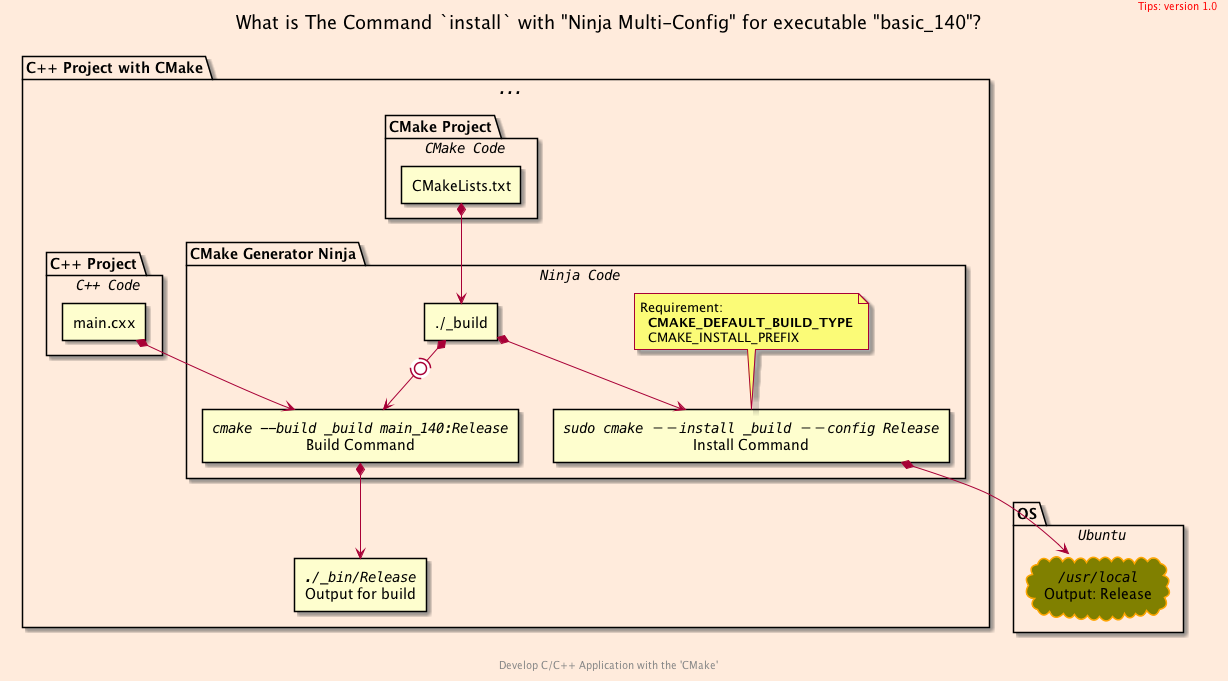 Tips: version 1.0
What is The Command `install` with "Ninja Multi-Config" for executable "basic_140"?
C++ Project with CMake
...
CMake Project
CMake Code
CMakeLists.txt
C++ Project
C++ Code
main.cxx
CMake Generator Ninja
Ninja Code
./_build
Requirement:
CMAKE_DEFAULT_BUILD_TYPE
CMAKE_INSTALL_PREFIX
cmake --build _build main_140:Release
Build Command
sudo cmake --install _build --config Release
Install Command
./_bin/Release
Output for build
OS
Ubuntu
/usr/local
Output: Release
Develop C/C++ Application with the 'CMake'